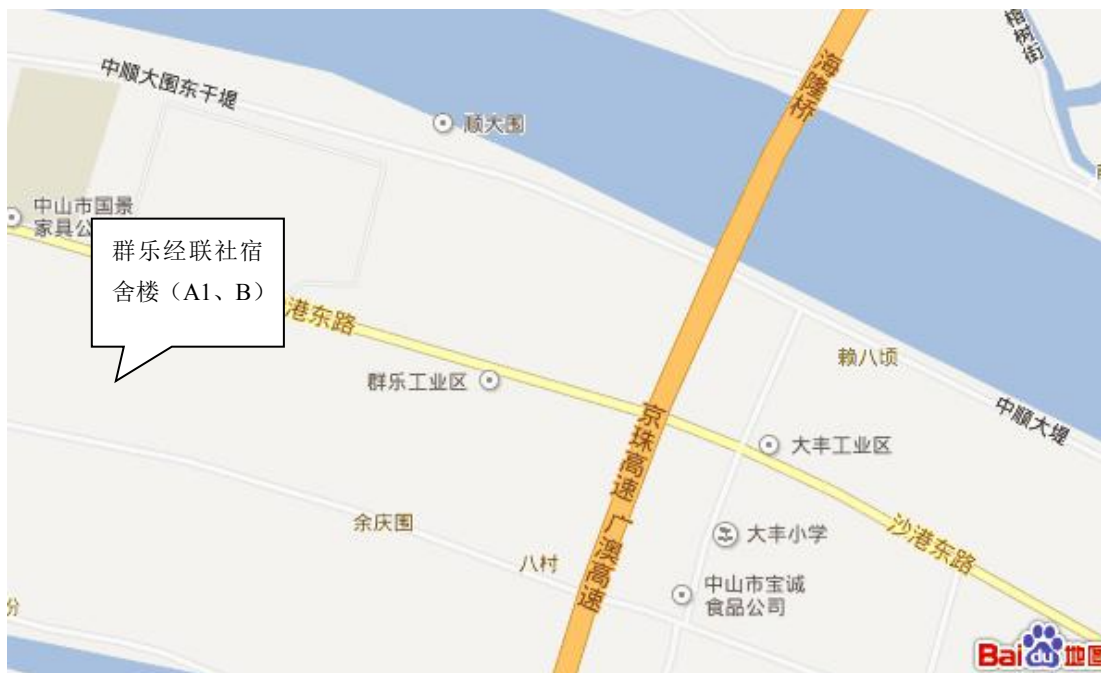 榕树街
海隆桥
中顺大围东干堤
顺大围
中山市国景
家具公
群乐经联社宿
舍楼（A1、B）
港东路
赖八顷
群乐工业区
中顺大堤
京珠高速 广澳高速
大丰工业区
余庆围
大丰小学
沙港东路
八村
中山市宝诚
食品公司
份
Bai du 地图